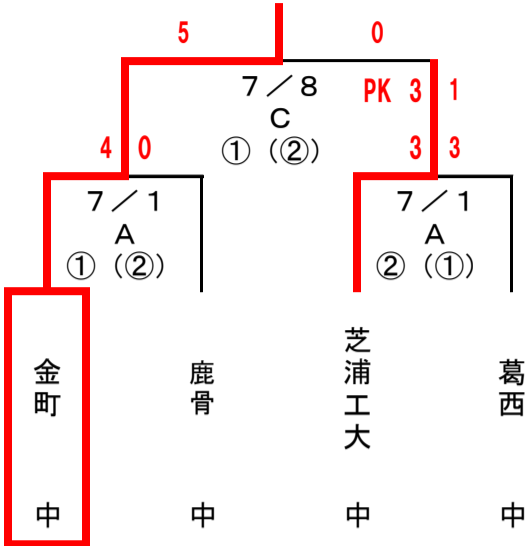 5 0
7／8 PK 3 1
C
①（②） 3 3
4 0
7／1 7／1
A A
①（②） ②（①）
金町中
鹿骨中
芝浦工大中
葛西中